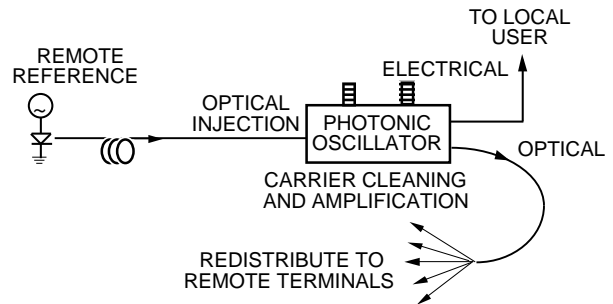 TO LOCAL
USER
REMOTE
REFERENCE
ELECTRICAL
OPTICAL
INJECTION
PHOTONIC
OSCILLATOR
OPTICAL
CARRIER CLEANING
AND AMPLIFICATION
REDISTRIBUTE TO
REMOTE TERMINALS